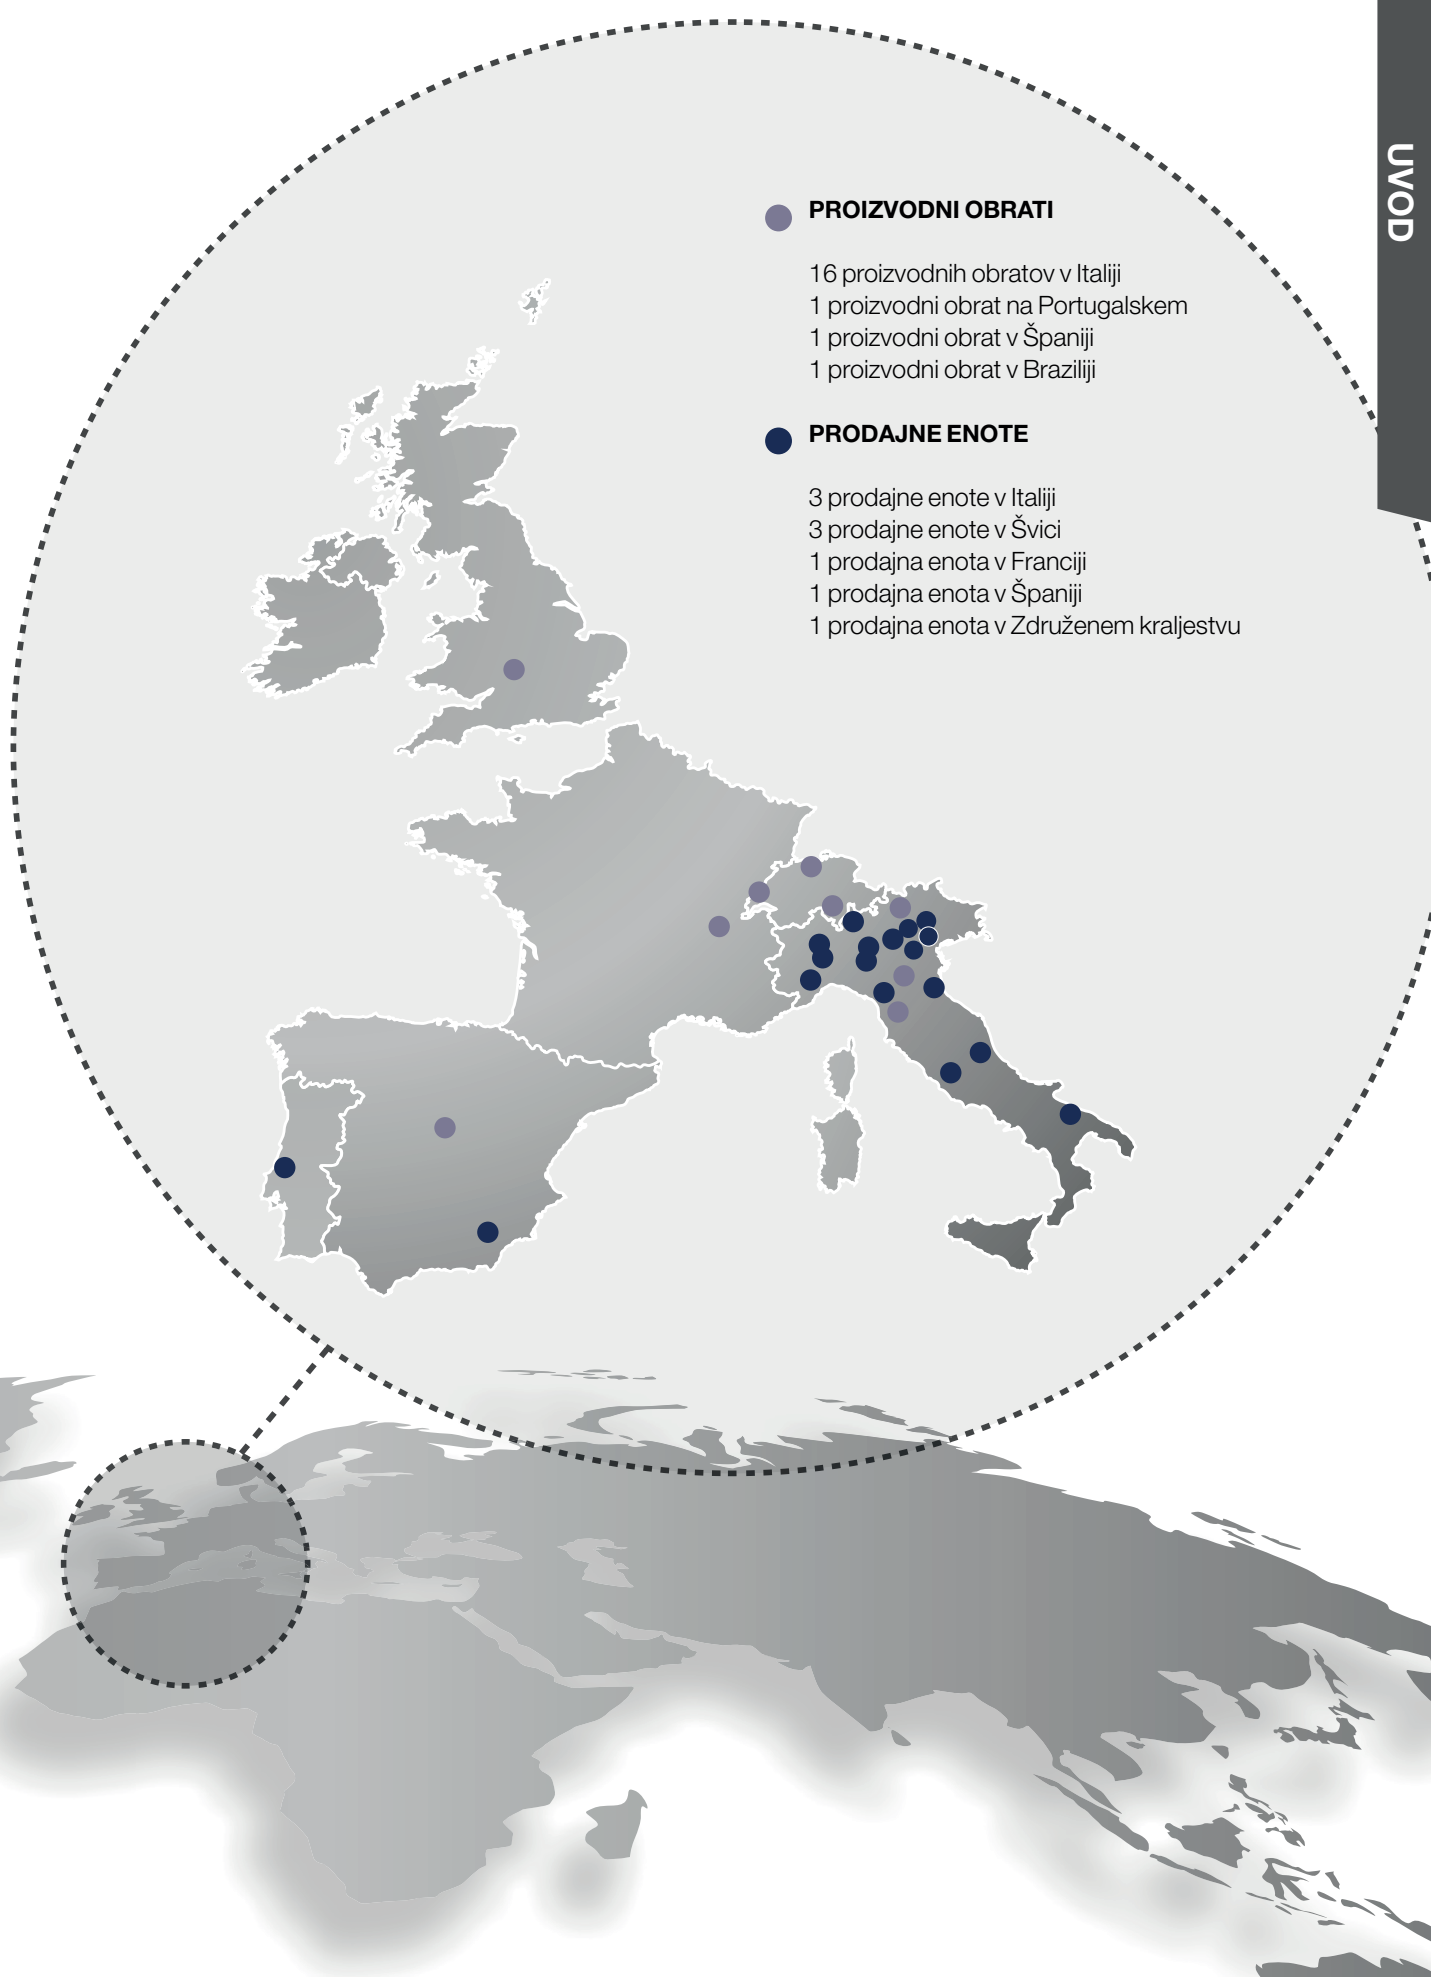 UVOD
PROIZVODNI OBRATI
16 proizvodnih obratov v Italiji
1 proizvodni obrat na Portugalskem
1 proizvodni obrat v Španiji
1 proizvodni obrat v Braziliji
PRODAJNE ENOTE
3 prodajne enote v Italiji
3 prodajne enote v Švici
1 prodajna enota v Franciji
1 prodajna enota v Španiji
1 prodajna enota v Združenem kraljestvu